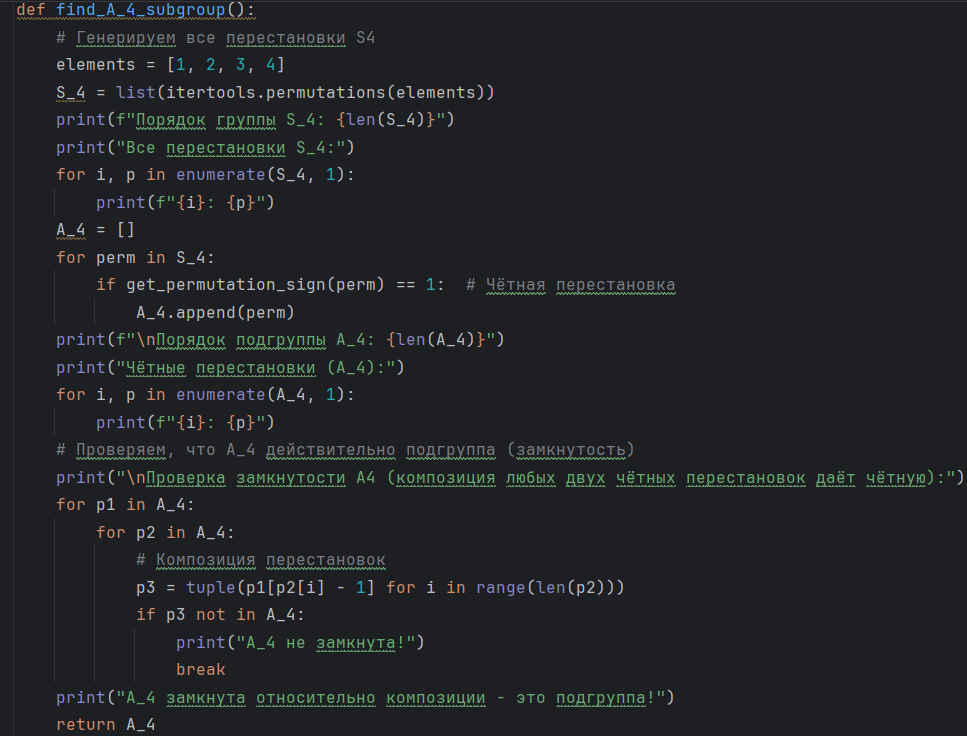 def find_A_4_subgroup():
    # Генерируем все перестановки S4
    elements = [1, 2, 3, 4]
    S_4 = list(itertools.permutations(elements))
    print(f"Порядок группы S_4: {len(S_4)}")
    print("Все перестановки S_4:")
    for i, p in enumerate(S_4, 1):
        print(f"{i}: {p}")
    A_4 = []
    for perm in S_4:
        if get_permutation_sign(perm) == 1:  # Чётная перестановка
            A_4.append(perm)
    print(f"\nПорядок подгруппы A_4: {len(A_4)}")
    print("Чётные перестановки (A_4):")
    for i, p in enumerate(A_4, 1):
        print(f"{i}: {p}")
    # Проверяем, что A_4 действительно подгруппа (замкнутость)
    print("\nПроверка замкнутости A4 (композиция любых двух чётных перестановок даёт чётную):")
    for p1 in A_4:
        for p2 in A_4:
            # Композиция перестановок
            p3 = tuple(p1[p2[i] - 1] for i in range(len(p2)))
            if p3 not in A_4:
                print("A_4 не замкнута!")
                break
    print("A_4 замкнута относительно композиции - это подгруппа!")
    return A_4